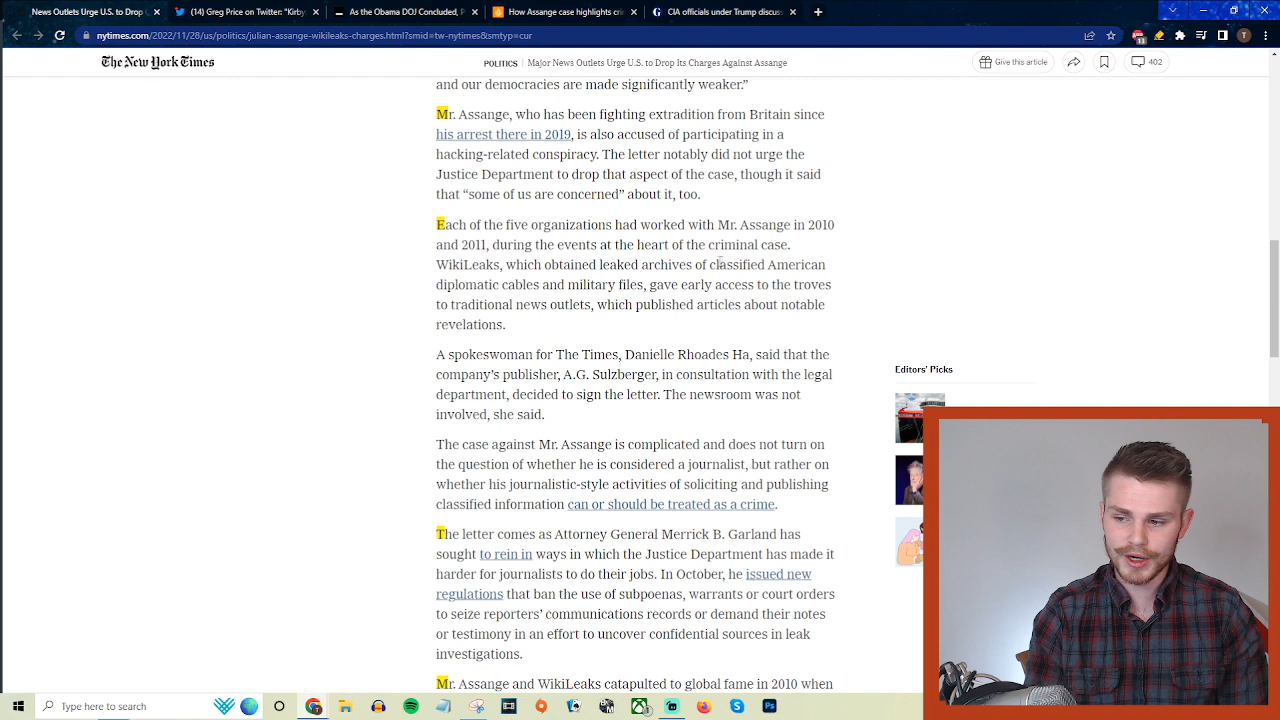 News Outlets Urge U.S. to Drop
(4) Greg Price on Twitter: "Kirby
As the Obama DOJ Concluded, P
How Assange case highlights cri
CIA officials under Trump discuss
nytimes.com/2022/11/28/us/politics/julian-assange-wikileaks-charges.html?smid=tw-nytimes&smtyp=cur
11
T
The New York Times
POLITICS | Major News Outlets Urge U.S. to Drop Its Charges Against Assange
Give this article
402
and our democracies are made significantly weaker.”
Mr. Assange, who has been fighting extradition from Britain since
his arrest there in 2019, is also accused of participating in a
hacking-related conspiracy. The letter notably did not urge the
Justice Department to drop that aspect of the case, though it said
that “some of us are concerned” about it, too.
Each of the five organizations had worked with Mr. Assange in 2010
and 2011, during the events at the heart of the criminal case.
WikiLeaks, which obtained leaked archives of classified American
diplomatic cables and military files, gave early access to the troves
to traditional news outlets, which published articles about notable
revelations.
A spokeswoman for The Times, Danielle Rhoades Ha, said that the
company’s publisher, A.G. Sulzberger, in consultation with the legal
department, decided to sign the letter. The newsroom was not
involved, she said.
The case against Mr. Assange is complicated and does not turn on
the question of whether he is considered a journalist, but rather on
whether his journalistic-style activities of soliciting and publishing
classified information can or should be treated as a crime.
The letter comes as Attorney General Merrick B. Garland has
sought to rein in ways in which the Justice Department has made it
harder for journalists to do their jobs. In October, he issued new
regulations that ban the use of subpoenas, warrants or court orders
to seize reporters’ communications records or demand their notes
or testimony in an effort to uncover confidential sources in leak
investigations.
Mr. Assange and WikiLeaks catapulted to global fame in 2010 when
Editors’ Picks
Type here to search
Ps